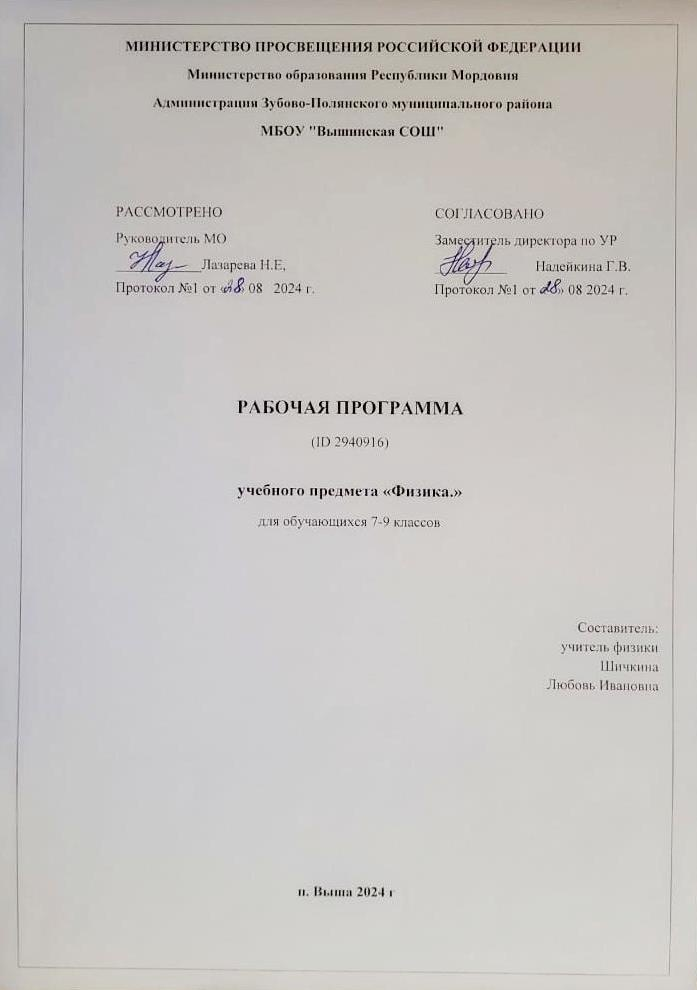 МИНИСТЕРСТВО ПРОСВЕЩЕНИЯ РОССИЙСКОЙ ФЕДЕРАЦИИ
Министерство образования Республики Мордовия
Администрация Зубово-Полянского муниципального района
МБОУ "Вышинская СОШ"
РАССМОТРЕНО
Руководитель МО
Лазарева Н.Е,
Протокол №1 от «28» 08 2024 г.
СОГЛАСОВАНО
Заместитель директора по УР
Надейкина Г.В.
Протокол №1 от «28» 08 2024 г.
РАБОЧАЯ ПРОГРАММА
(ID 2940916)
учебного предмета «Физика.»
для обучающихся 7-9 классов
Составитель:
учитель физики
Шичкина
Любовь Ивановна
п. Выша 2024 г